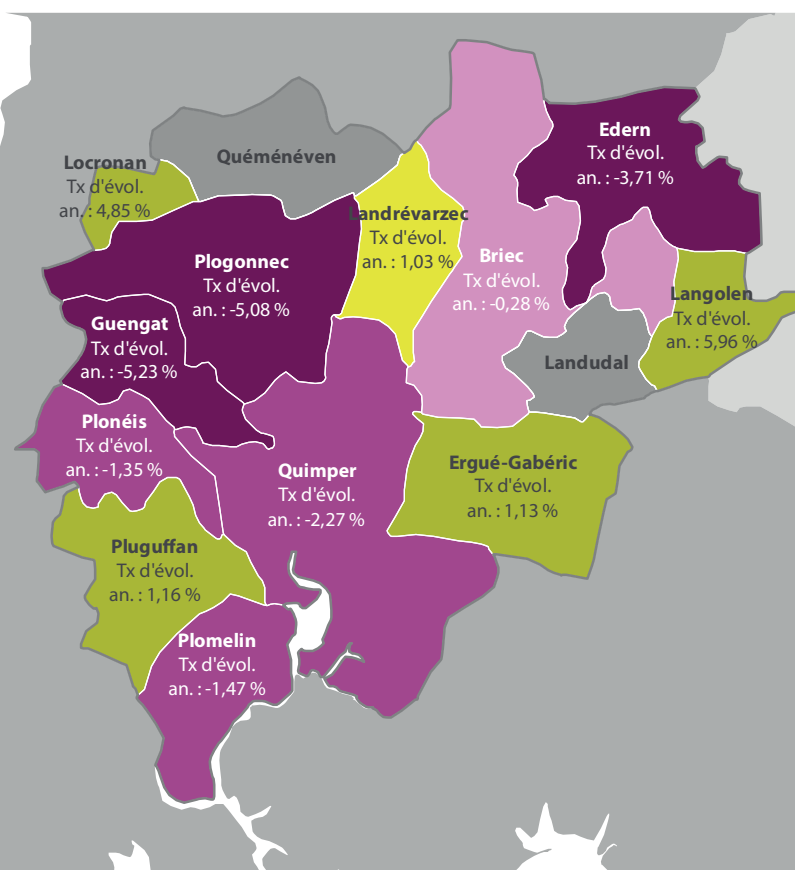 Edern
Tx d'évol.
an. : -3,71 %
Quéménéven
Locronan
Tx d'évol.
an. : 4,85 %
Landrévarzec
Tx d'évol.
an. : 1,03 %
Plogonnec
Tx d'évol.
an. : -5,08 %
Briec
Tx d'évol.
an. : -0,28 %
Langolen
Tx d'évol.
an. : 5,96 %
Guengat
Tx d'évol.
an. : -5,23 %
Landudal
Plonéis
Tx d'évol.
an. : -1,35 %
Quimper
Tx d'évol.
an. : -2,27 %
Ergué-Gabéric
Tx d'évol.
an. : 1,13 %
Pluguffan
Tx d'évol.
an. : 1,16 %
Plomelin
Tx d'évol.
an. : -1,47 %